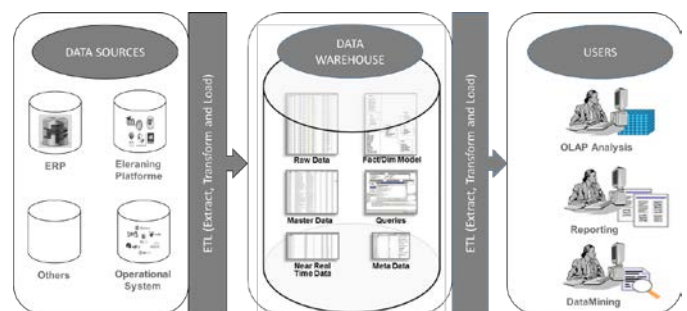 DATA SOURCES
ERP
Eleraning
Platforme
Others
Operational
System
ETL (Extract, Transform and Load)
DATA
WAREHOUSE
Raw Data
Fact/Dim Model
Master Data
Queries
Near Real
Time Data
Meta Data
ETL (Extract, Transform and Load)
USERS
OLAP Analysis
Reporting
DataMining